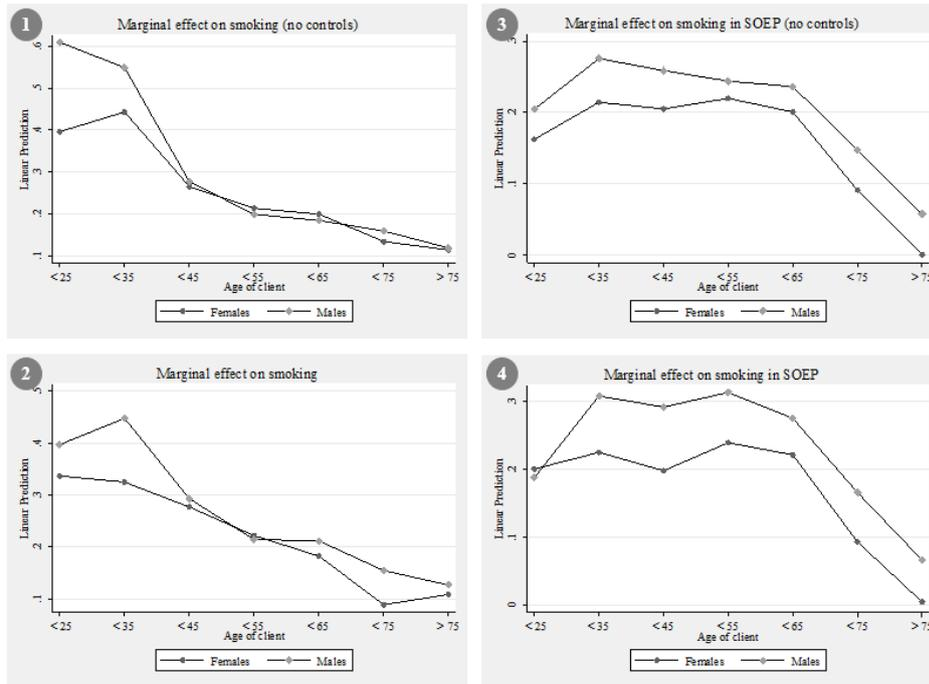 1
Marginal effect on smoking (no controls)
Linear Prediction
.6
.5
.4
.3
.2
.1
<25 <35 <45 <55 <65 <75 >75
Age of client
Females Males
3
Marginal effect on smoking in SOEP (no controls)
Linear Prediction
.3
.2
.1
0
<25 <35 <45 <55 <65 <75 >75
Age of client
Females Males
2
Marginal effect on smoking
Linear Prediction
.5
.4
.3
.2
.1
<25 <35 <45 <55 <65 <75 >75
Age of client
Females Males
4
Marginal effect on smoking in SOEP
Linear Prediction
.3
.2
.1
0
<25 <35 <45 <55 <65 <75 >75
Age of client
Females Males